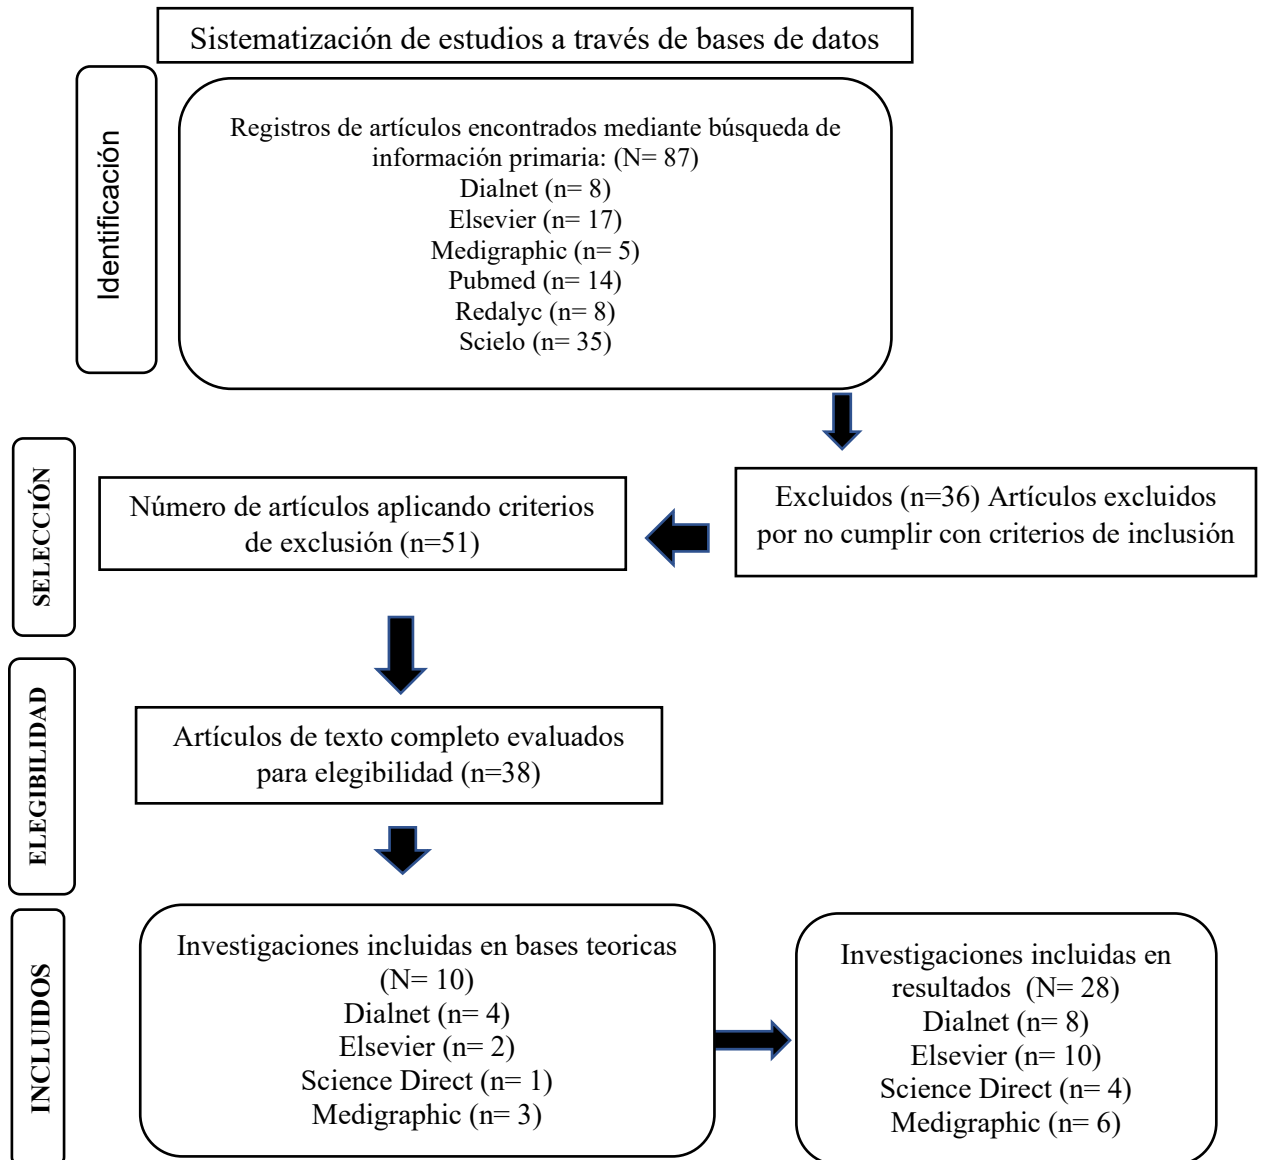 Sistematización de estudios a través de bases de datos
Identificación
Registros de artículos encontrados mediante búsqueda de
información primaria: (N= 87)
Dialnet (n= 8)
Elsevier (n= 17)
Medigraphic (n= 5)
Pubmed (n= 14)
Redalyc (n= 8)
Scielo (n= 35)
SELECCIÓN
Número de artículos aplicando criterios
de exclusión (n=51)
Excluidos (n=36) Artículos excluidos
por no cumplir con criterios de inclusión
ELEGIBILIDAD
Artículos de texto completo evaluados
para elegibilidad (n=38)
INCLUIDOS
Investigaciones incluidas en bases teoricas
(N= 10)
Dialnet (n= 4)
Elsevier (n= 2)
Science Direct (n= 1)
Medigraphic (n= 3)
Investigaciones incluidas en
resultados (N= 28)
Dialnet (n= 8)
Elsevier (n= 10)
Science Direct (n= 4)
Medigraphic (n= 6)